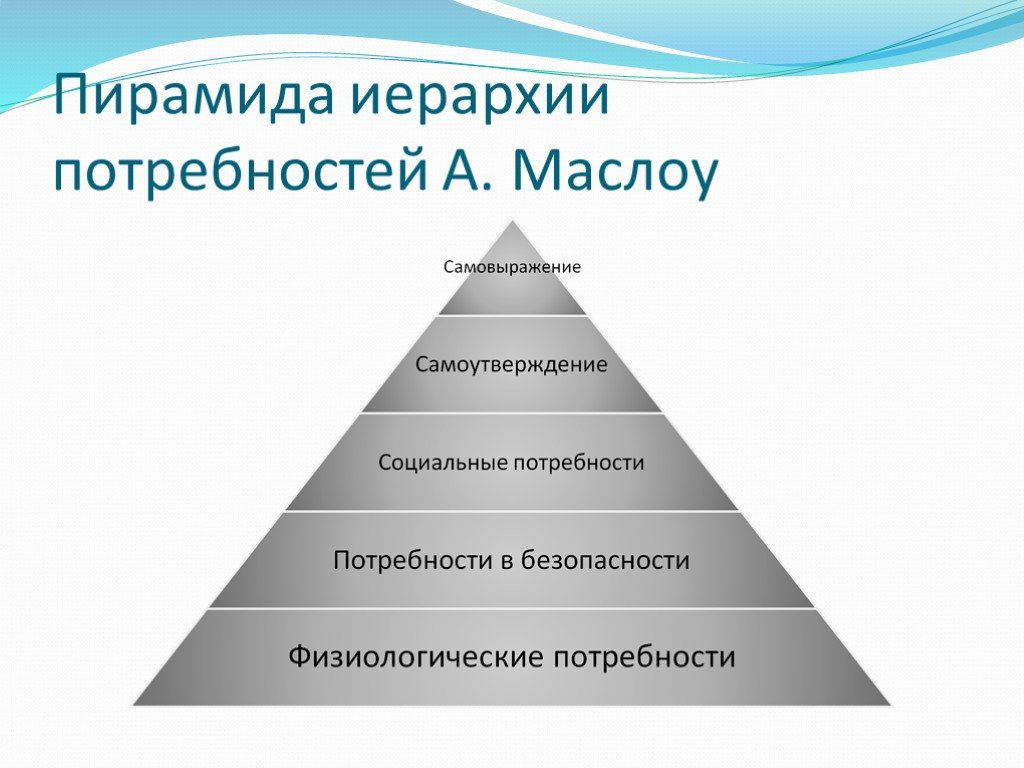 Пирамида иерархии
потребностей А. Маслоу
Самовыражение
Самоутверждение
Социальные потребности
Потребности в безопасности
Физиологические потребности